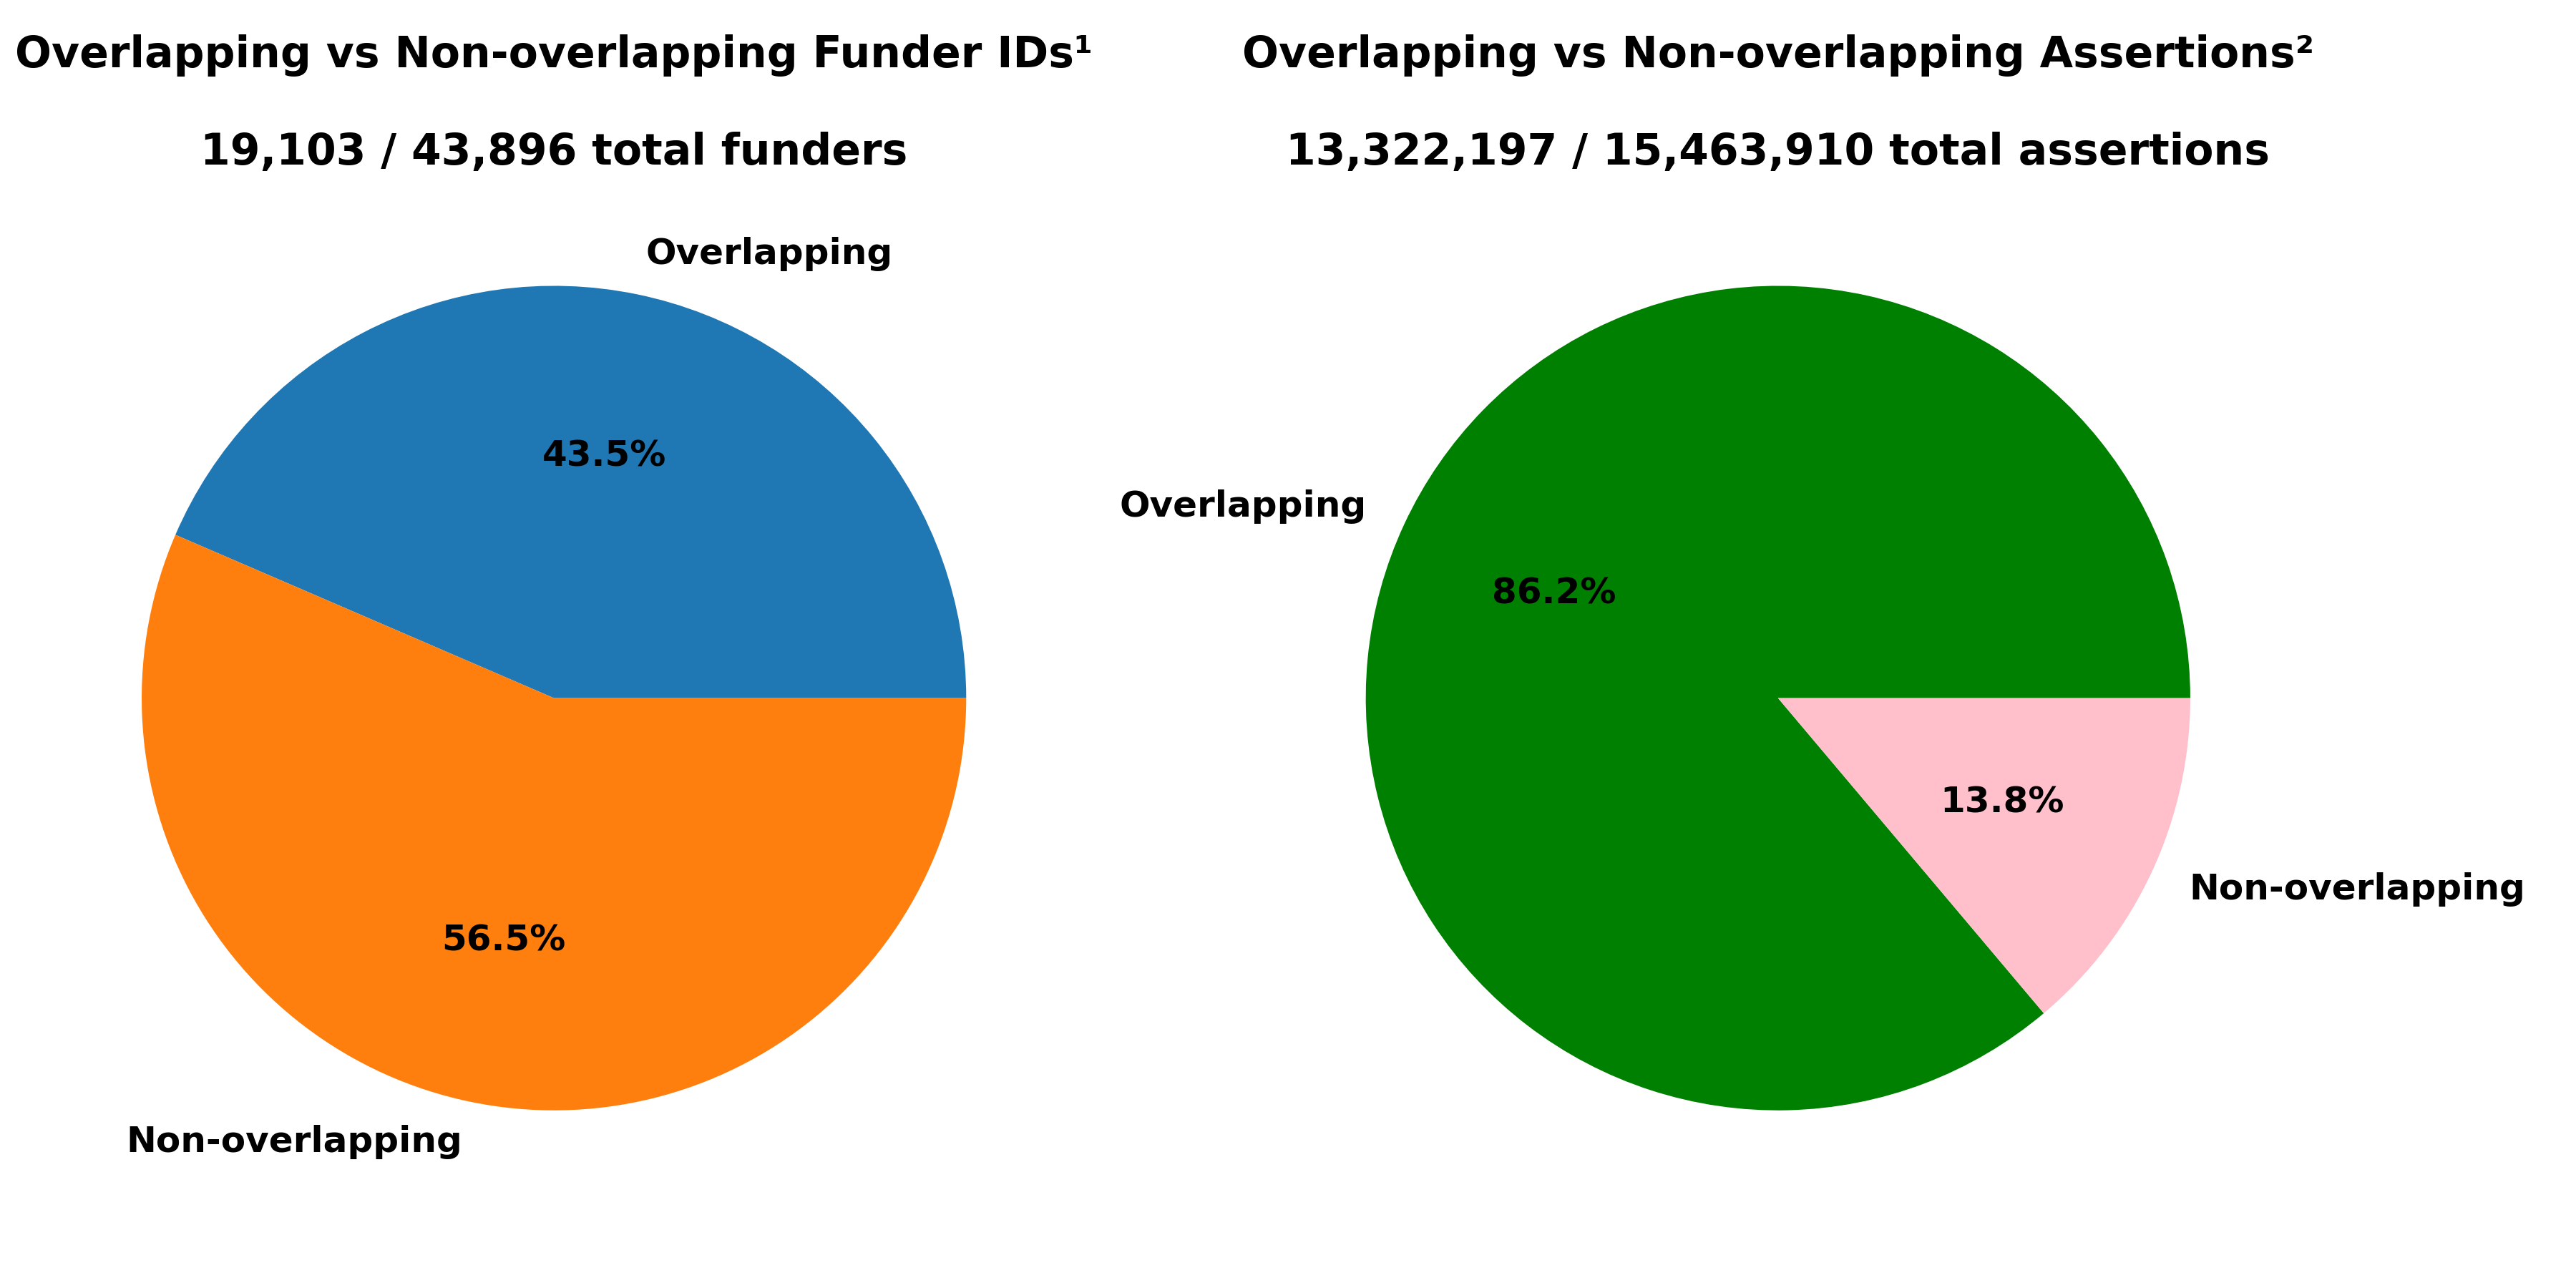 Overlapping vs Non-overlapping Funder IDs¹
19,103 / 43,896 total funders
Overlapping
43.5%
56.5%
Non-overlapping
Overlapping vs Non-overlapping Assertions²
13,322,197 / 15,463,910 total assertions
Overlapping
86.2%
13.8%
Non-overlapping